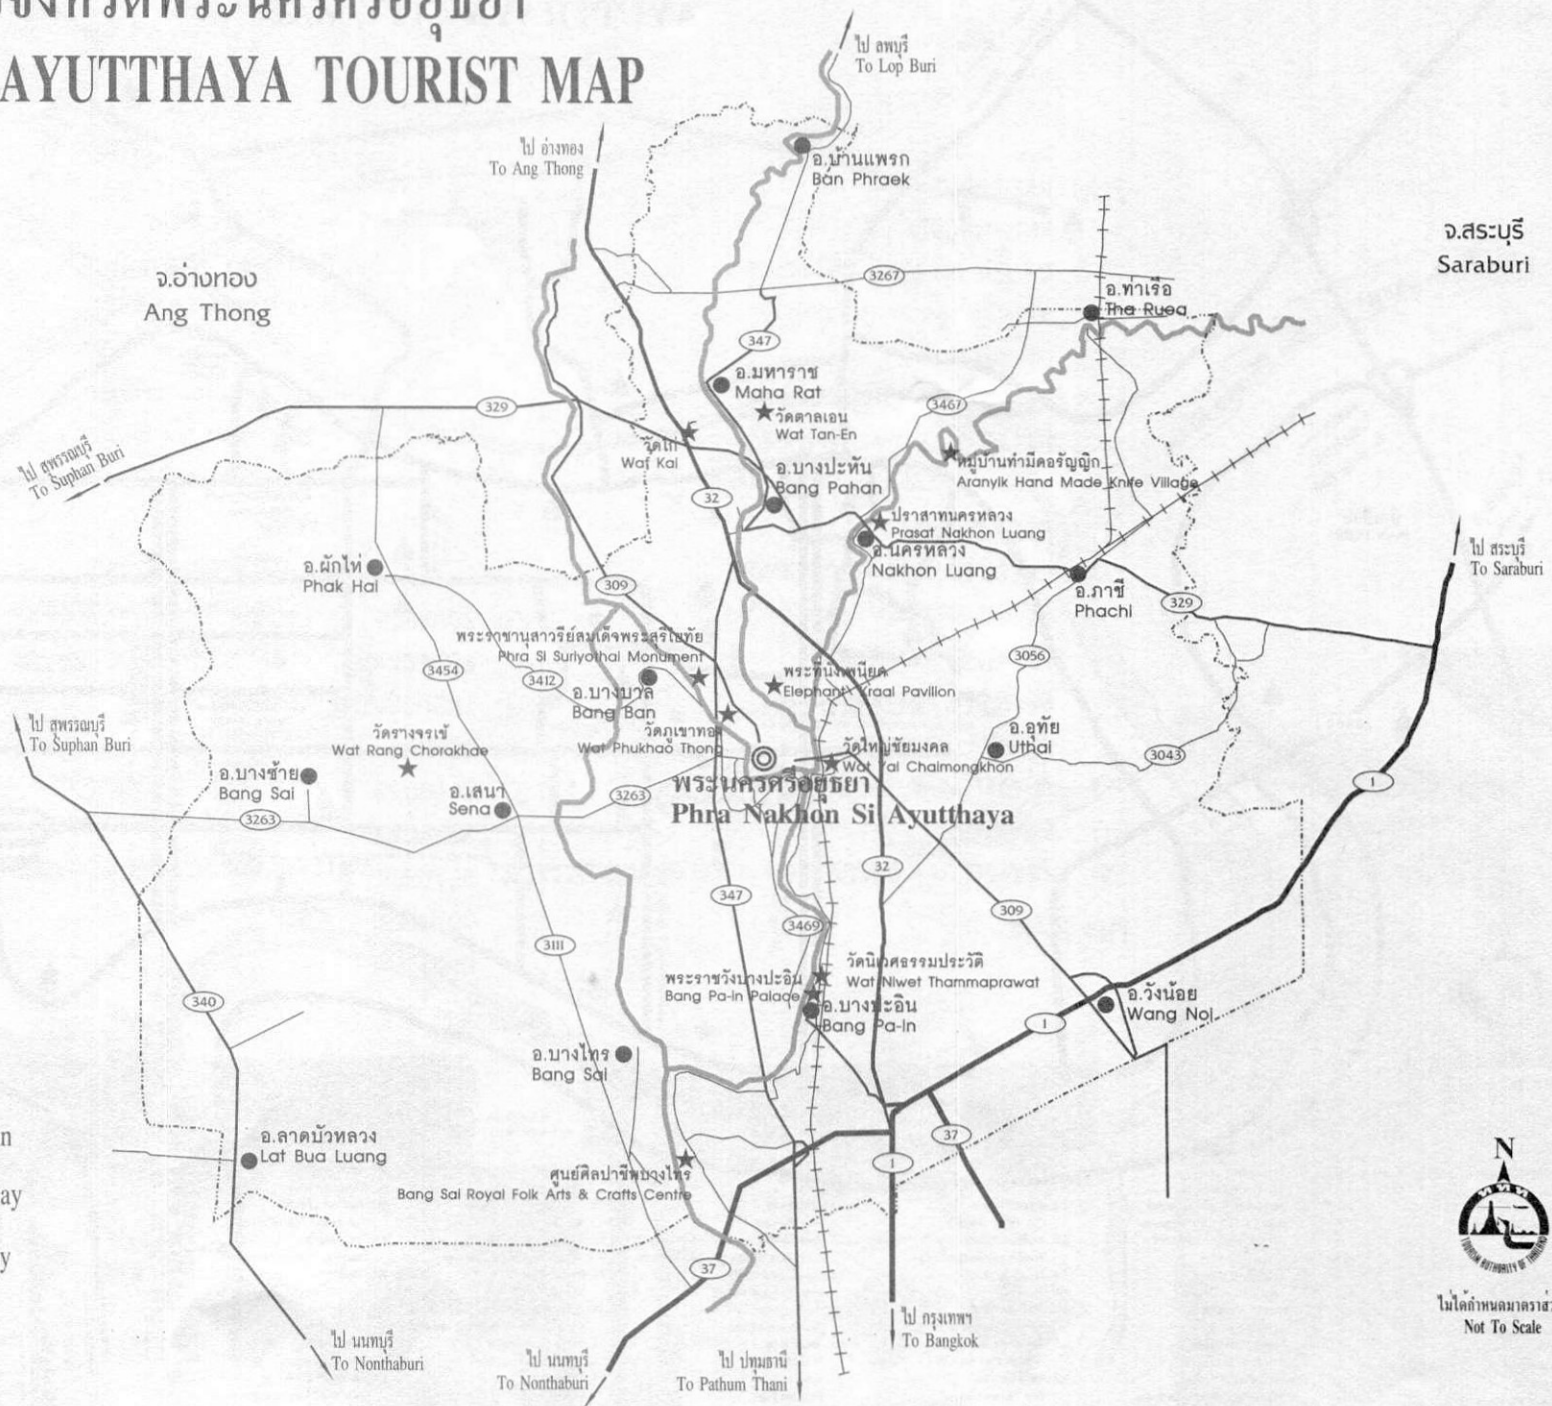 AYUTTHAYA TOURIST MAP
ไป ลพบุรี
To Lop Buri
ไป อ่างทอง
To Ang Thong
อ.บ้านแพรก
Ban Phraek
จ.สระบุรี
Saraburi
จ.อ่างทอง
Ang Thong
3267
อ.ท่าเรือ
Tha Ruea
347
อ.มหาราช
Maha Rat
329
3467
วัดตาลเอน
Wat Tan-En
วัดไก่
Wat Kai
ไป สุพรรณบุรี
To Suphan Buri
อ.บางปะหัน
Bang Pahan
หมู่บ้านทำมีดอรัญญิก
Aranyik Hand Made Knife Village
32
ปราสาทนครหลวง
Prasat Nakhon Luang
อ.นครหลวง
Nakhon Luang
ไป สระบุรี
To Saraburi
อ.ผักไห่
Phak Hai
309
อ.ภาชี
Phachi
329
พระราชานุสาวรีย์สมเด็จพระสุริโยทัย
Phra Si Suriyothai Monument
3454
3412
3056
พระที่นั่งเพนียด
Elephant Kraal Pavilion
อ.บางบาล
Bang Ban
ไป สุพรรณบุรี
To Suphan Buri
วัดรางจรเข้
Wat Rang Chorakhae
วัดภูเขาทอง
Wat Phukhao Thong
อ.อุทัย
Uthai
วัดใหญ่ชัยมงคล
Wat Yai Chaimongkhon
3043
อ.บางซ้าย
Bang Sai
1
พระนครศรีอยุธยา
Phra Nakhon Si Ayutthaya
อ.เสนา
Sena
3263
3263
32
347
309
3469
3111
วัดนิเวศธรรมประวัติ
Wat Niwet Thammaprawat
พระราชวังบางปะอิน
Bang Pa-in Palace
340
อ.บางปะอิน
Bang Pa-in
อ.วังน้อย
Wang Noi
1
อ.บางไทร
Bang Sai
อ.ลาดบัวหลวง
Lat Bua Luang
37
1
ศูนย์ศิลปาชีพบางไทร
Bang Sai Royal Folk Arts & Crafts Centre
N
ททท
TOURISM AUTHORITY OF THAILAND
37
Not To Scale
ไป กรุงเทพฯ
To Bangkok
ไป นนทบุรี
To Nonthaburi
ไป นนทบุรี
To Nonthaburi
ไป ปทุมธานี
To Pathum Thani